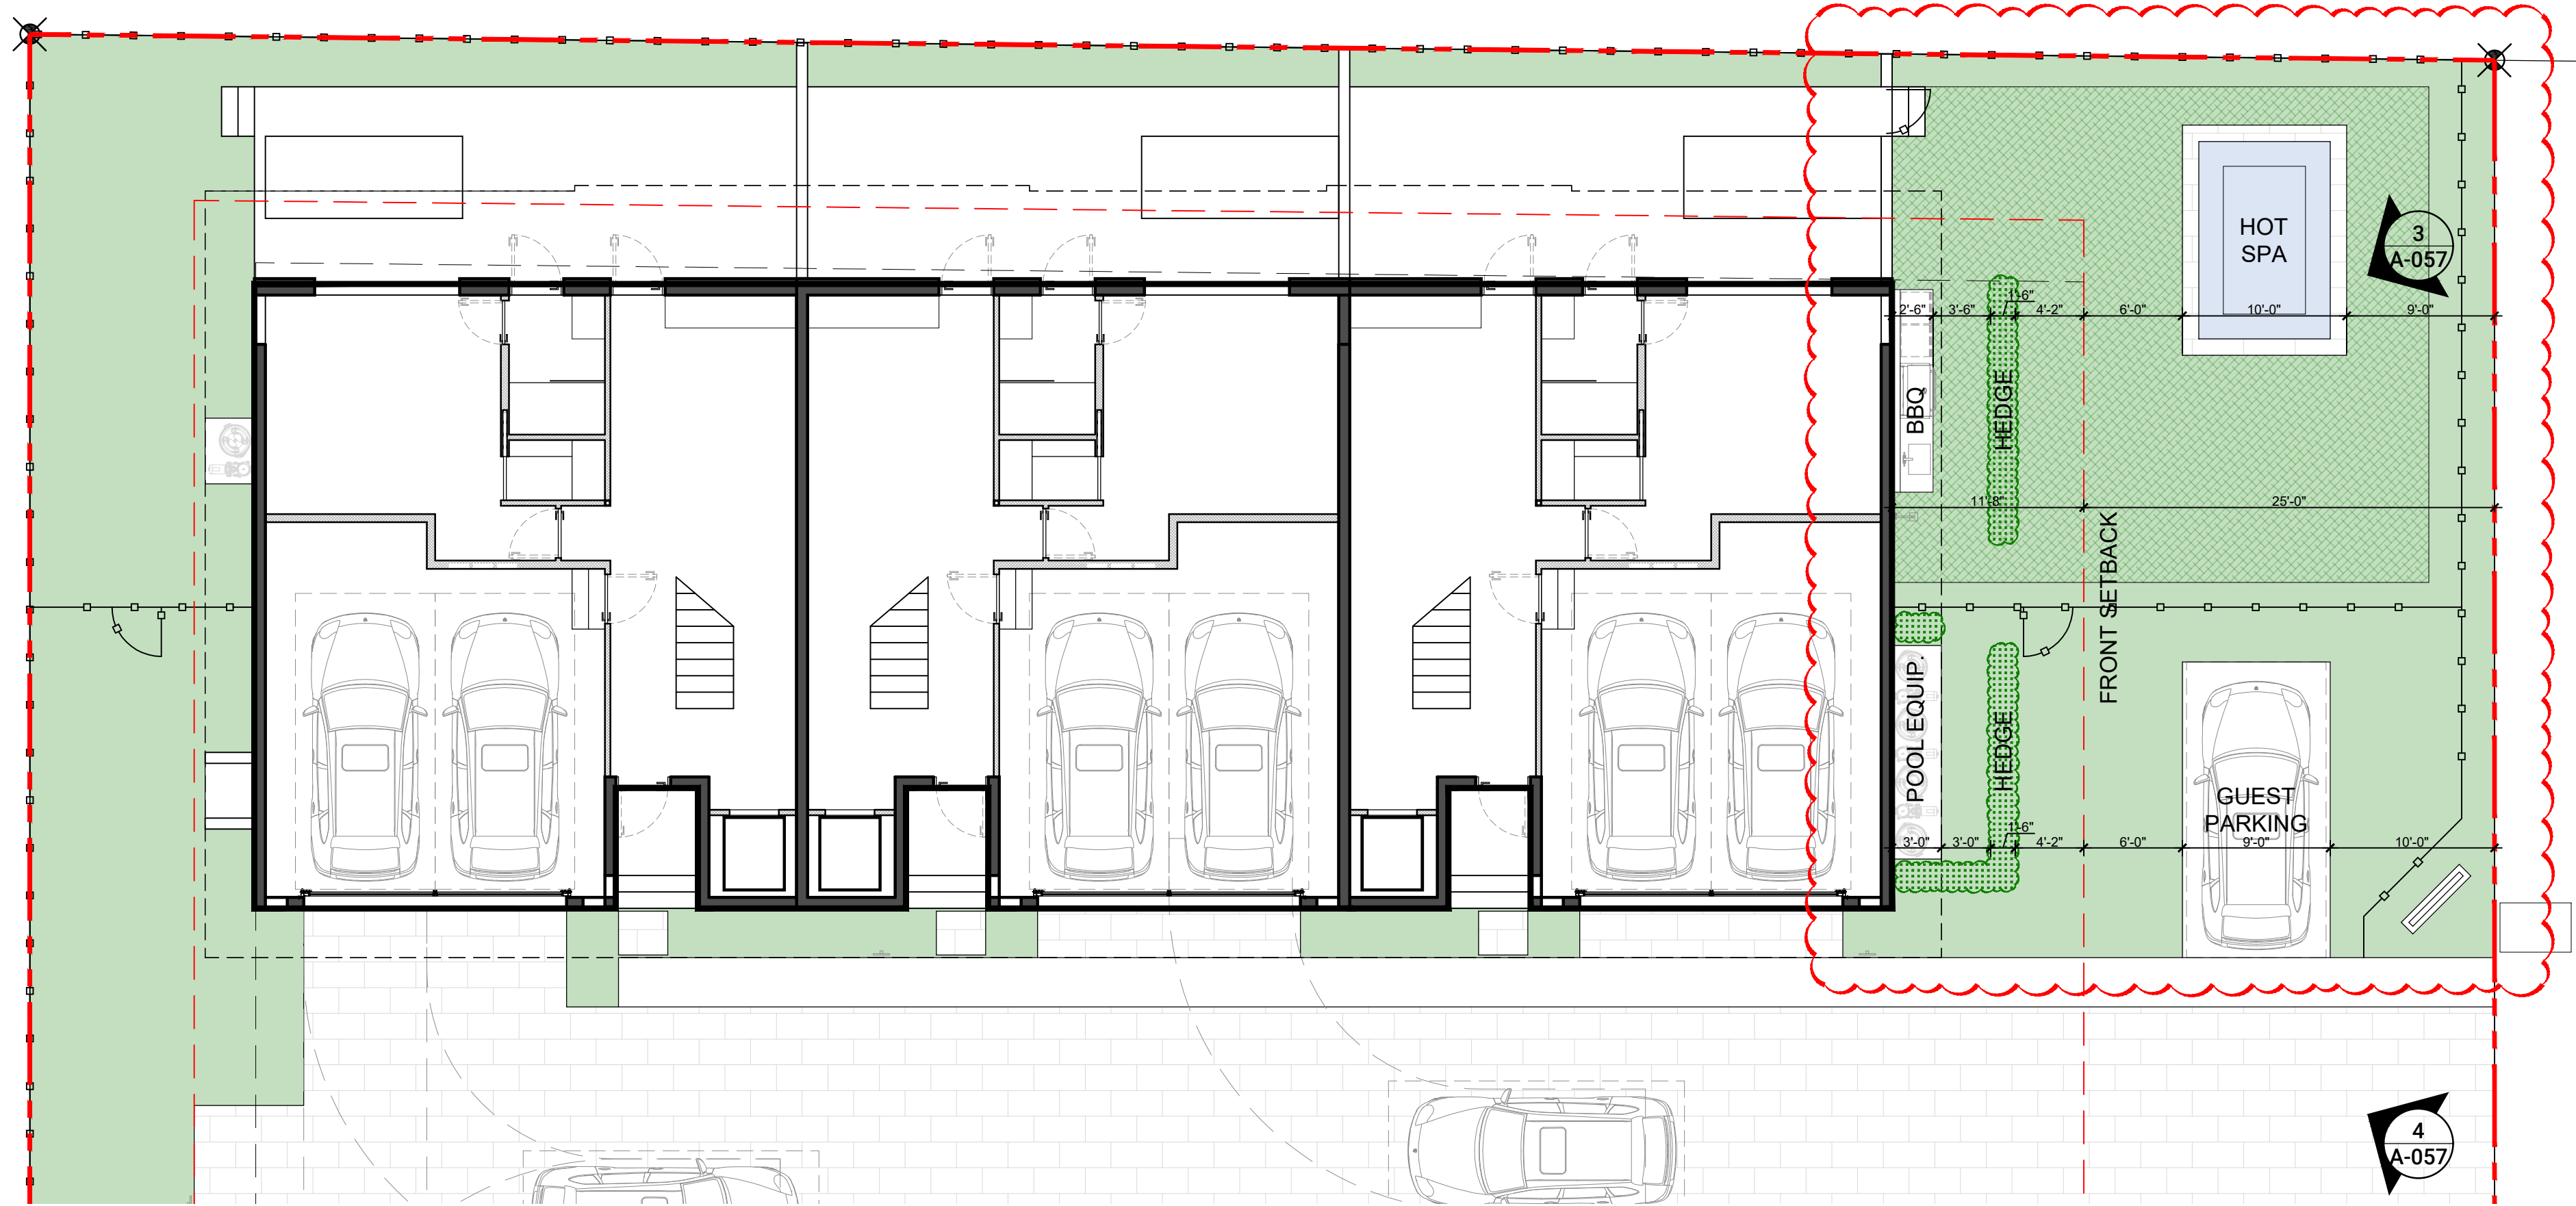 HOT
SPA
3
A-057
2'-6"
3'-6"
1'-6"
4'-2"
6'-0"
10'-0"
9'-0"
BBQ
HEDGE
11'-8"
25'-0"
FRONT SETBACK
POOL EQUIP.
HEDGE
GUEST
PARKING
3'-0"
3'-0"
1'-6"
4'-2"
6'-0"
9'-0"
10'-0"
4
A-057